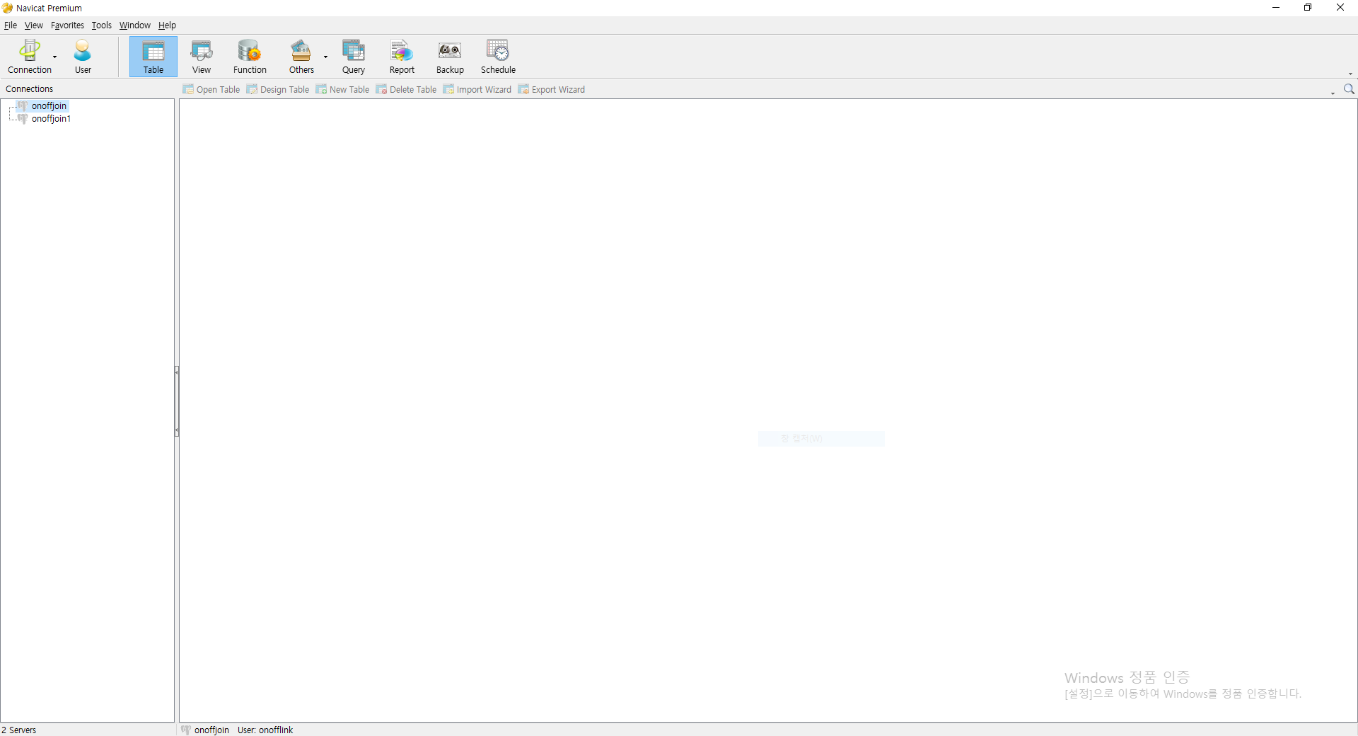 Navicat Premium
File View Favorites Tools Window Help
Connection User Table View Function Others Query Report Backup Schedule
Connections Open Table Design Table New Table Delete Table Import Wizard Export Wizard
onoffjoin
onoffjoin1
Windows 정품 인증
[설정]으로 이동하여 Windows를 정품 인증합니다.
2 Servers onoffjoin User: onofflink